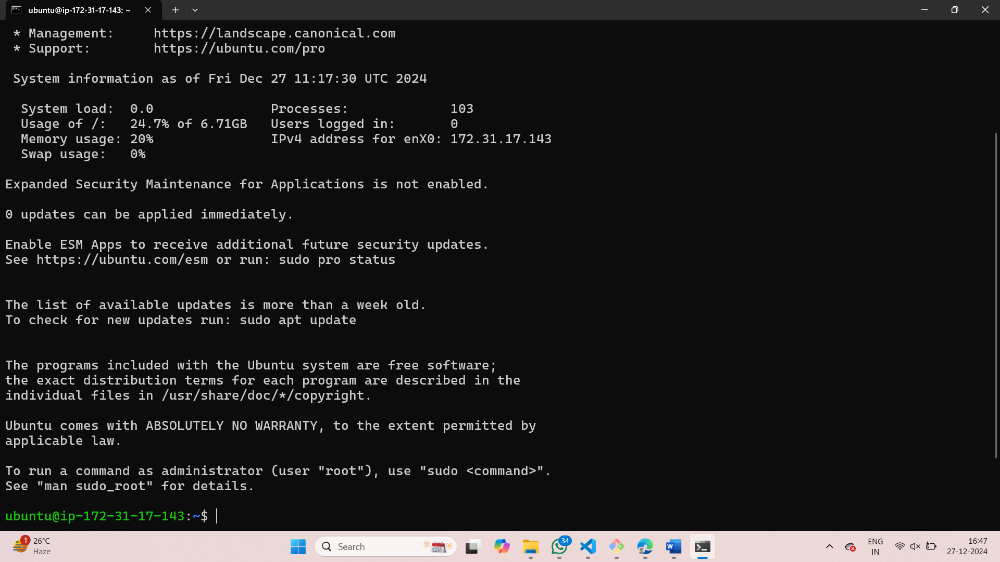 ubuntu@ip-172-31-17-143: ~
* Management: https://landscape.canonical.com
* Support: https://ubuntu.com/pro
System information as of Fri Dec 27 11:17:30 UTC 2024
System load: 0.0 Processes: 103
Usage of /: 24.7% of 6.71GB Users logged in: 0
Memory usage: 20% IPv4 address for enX0: 172.31.17.143
Swap usage: 0%
Expanded Security Maintenance for Applications is not enabled.
0 updates can be applied immediately.
Enable ESM Apps to receive additional future security updates.
See https://ubuntu.com/esm or run: sudo pro status
The list of available updates is more than a week old.
To check for new updates run: sudo apt update
The programs included with the Ubuntu system are free software;
the exact distribution terms for each program are described in the
individual files in /usr/share/doc/*/copyright.
Ubuntu comes with ABSOLUTELY NO WARRANTY, to the extent permitted by
applicable law.
To run a command as administrator (user "root"), use "sudo <command>".
See "man sudo_root" for details.
ubuntu@ip-172-31-17-143:~$
1 26°C
Haze
Search
34
W
ENG
IN
16:47
27-12-2024